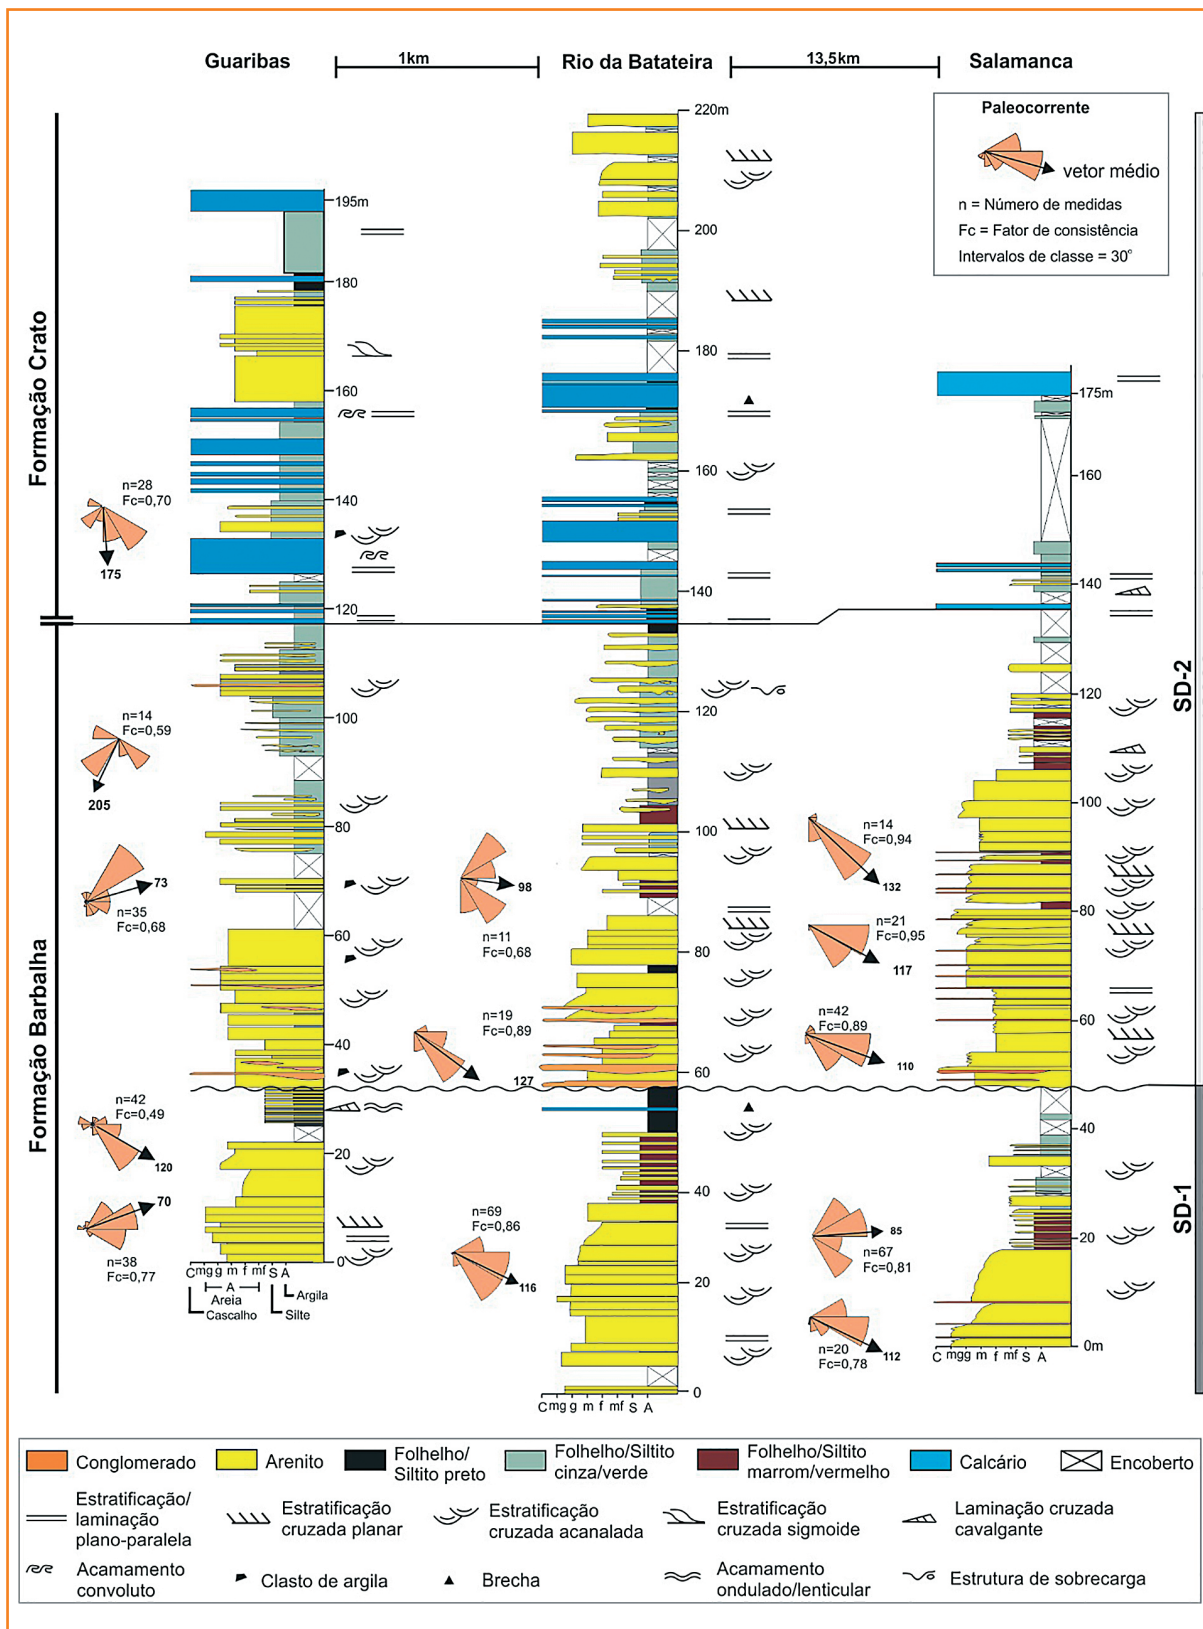 Guaribas
1km
Rio da Batateira
13,5km
Salamanca
Paleocorrente
vetor médio
n = Número de medidas
Fc = Fator de consistência
Intervalos de classe = 30°
Formação Crato
Formação Barbalha
SD-2
SD-1
195m
180
160
140
120
100
80
60
40
20
0
n=28
Fc=0,70
175
n=14
Fc=0,59
205
73
n=35
Fc=0,68
n=42
Fc=0,49
120
70
n=38
Fc=0,77
C mg g m f mf S A
A
Areia
Cascalho
Argila
Silte
220m
200
180
160
140
120
100
80
60
40
20
0
98
n=11
Fc=0,68
n=19
Fc=0,89
127
n=69
Fc=0,86
116
C mg g m f mf S A
175m
160
140
120
100
80
60
40
20
0m
n=14
Fc=0,94
132
n=21
Fc=0,95
117
n=42
Fc=0,89
110
85
n=67
Fc=0,81
n=20
Fc=0,78
112
C mgg m f mf S A
Conglomerado
Arenito
Folhelho/
Siltito preto
Folhelho/Siltito
cinza/verde
Folhelho/Siltito
marrom/vermelho
Calcário
Encoberto
Estratificação/
laminação
plano-paralela
Estratificação
cruzada planar
Estratificação
cruzada acanalada
Estratificação
cruzada sigmoide
Laminação cruzada
cavalgante
Acamamento
convoluto
Clasto de argila
Brecha
Acamamento
ondulado/lenticular
Estrutura de sobrecarga